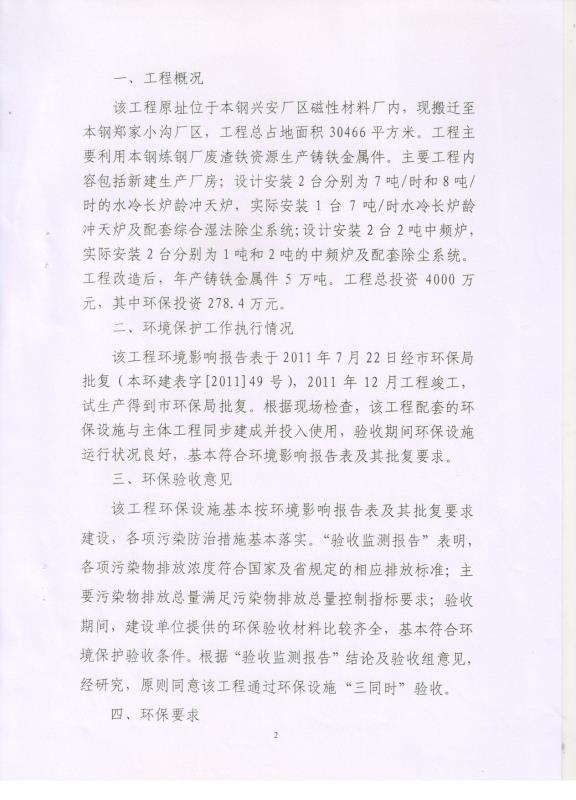 一、工程概况
该工程原址位于本钢兴安厂区磁性材料厂内，现搬迁至
本钢郑家小沟厂区，工程总占地面积 30466 平方米。工程主
要利用本钢炼钢厂废渣铁资源生产铸铁金属件。主要工程内
容包括新建生产厂房；设计安装 2 台分别为 7 吨/时和 8 吨/
时的水冷长炉龄冲天炉，实际安装 1 台 7 吨/时水冷长炉龄
冲天炉及配套综合湿法除尘系统;设计安装 2 台 2 吨中频炉，
实际安装 2 台分别为 1 吨和 2 吨的中频炉及配套除尘系统。
工程改造后，年产铸铁金属件 5 万吨。工程总投资 4000 万
元，其中环保投资 278.4 万元。
二、环境保护工作执行情况
该工程环境影响报告表于 2011 年 7 月 22 日经市环保局
批复（本环建表字[2011]49 号），2011 年 12 月工程竣工，
试生产得到市环保局批复。根据现场检查，该工程配套的环
保设施与主体工程同步建成并投入使用，验收期间环保设施
运行状况良好，基本符合环境影响报告表及其批复要求。
三、环保验收意见
该工程环保设施基本按环境影响报告表及其批复要求
建设，各项污染防治措施基本落实。“验收监测报告”表明，
各项污染物排放浓度符合国家及省规定的相应排放标准；主
要污染物排放总量满足污染物排放总量控制指标要求；验收
期间，建设单位提供的环保验收材料比较齐全，基本符合环
境保护验收条件。根据“验收监测报告”结论及验收组意见，
经研究，原则同意该工程通过环保设施“三同时”验收。
四、环保要求
2